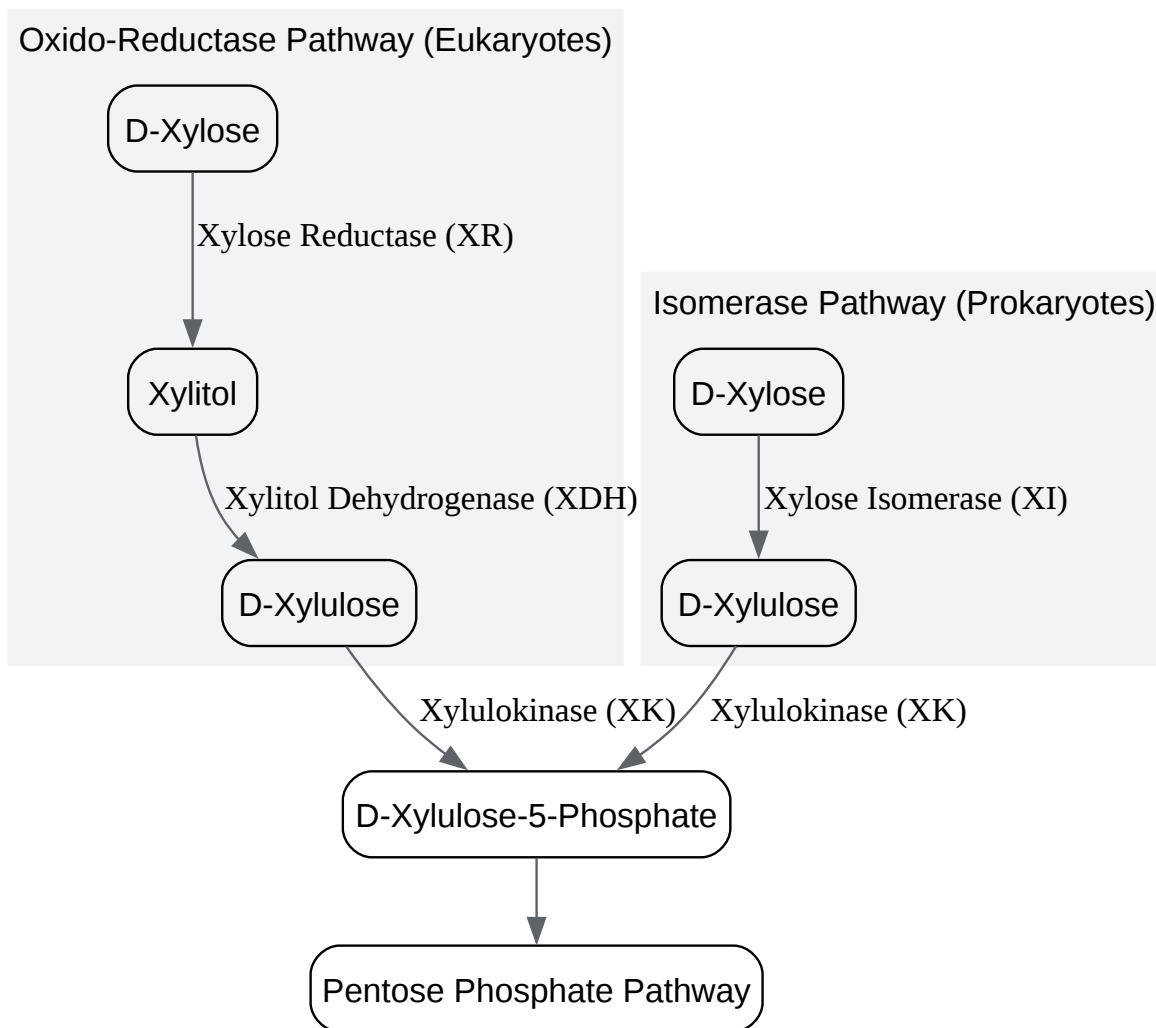 Oxido-Reductase Pathway (Eukaryotes)
D-Xylose
Xylose Reductase (XR)
Xylitol
Xylitol Dehydrogenase (XDH)
D-Xylulose
Isomerase Pathway (Prokaryotes)
D-Xylose
Xylose Isomerase (XI)
D-Xylulose
Xylulokinase (XK)
Xylulokinase (XK)
D-Xylulose-5-Phosphate
Pentose Phosphate Pathway